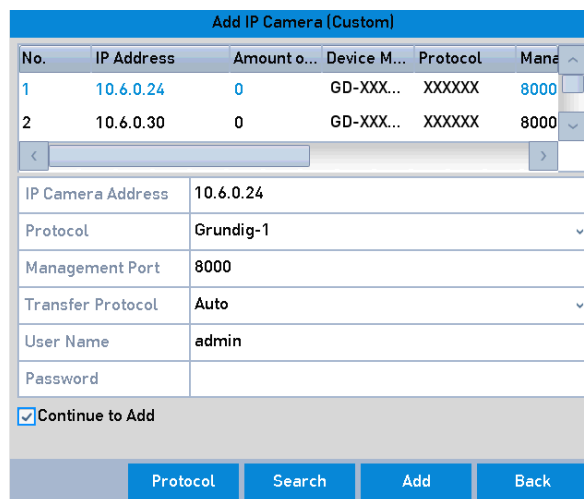 Add IP Camera (Custom)
No. IP Address Amount o... Device M... Protocol Mana
1 10.6.0.24 0 GD-XXX... XXXXXX 8000
2 10.6.0.30 0 GD-XXX... XXXXXX 8000
IP Camera Address 10.6.0.24
Protocol Grundig-1
Management Port 8000
Transfer Protocol Auto
User Name admin
Password
Continue to Add
Protocol Search Add Back